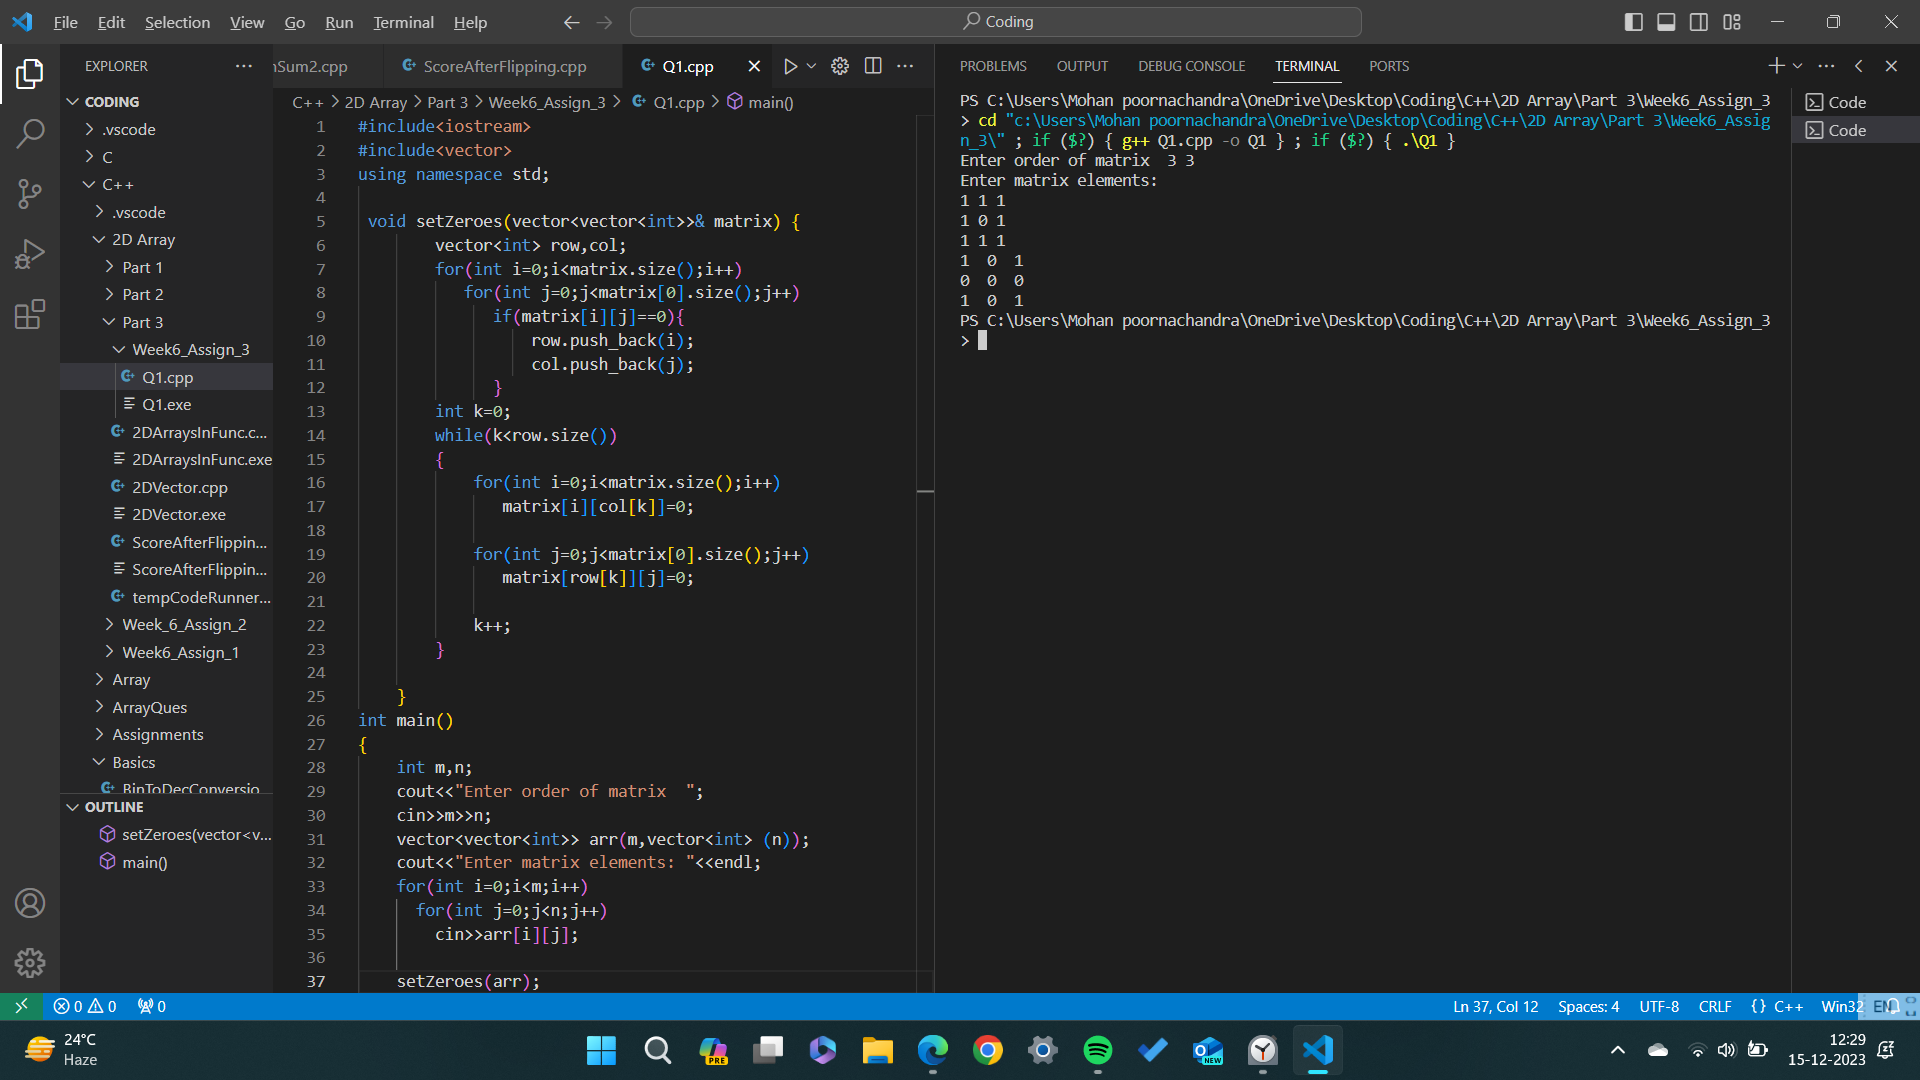 File Edit Selection View Go Run Terminal Help
Coding
EXPLORER
CODING
.vscode
C
C++
.vscode
2D Array
Part 1
Part 2
Part 3
Week6_Assign_3
Q1.cpp
Q1.exe
2DArraysInFunc.c...
2DArraysInFunc.exe
2DVector.cpp
2DVector.exe
ScoreAfterFlippin...
ScoreAfterFlippin...
tempCodeRunner...
Week_6_Assign_2
Week6_Assign_1
Array
ArrayQues
Assignments
Basics
BinToDecConversio
OUTLINE
setZeroes(vector<v...
main()
Sum2.cpp
ScoreAfterFlipping.cpp
Q1.cpp
C++ > 2D Array > Part 3 > Week6_Assign_3 > Q1.cpp > main()
1 #include<iostream>
2 #include<vector>
3 using namespace std;
4
5 void setZeroes(vector<vector<int>>& matrix) {
6 vector<int> row,col;
7 for(int i=0;i<matrix.size();i++)
8 for(int j=0;j<matrix[0].size();j++)
9 if(matrix[i][j]==0){
10 row.push_back(i);
11 col.push_back(j);
12 }
13 int k=0;
14 while(k<row.size())
15 {
16 for(int i=0;i<matrix.size();i++)
17 matrix[i][col[k]]=0;
18
19 for(int j=0;j<matrix[0].size();j++)
20 matrix[row[k]][j]=0;
21
22 k++;
23 }
24
25 }
26 int main()
27 {
28 int m,n;
29 cout<<"Enter order of matrix  ";
30 cin>>m>>n;
31 vector<vector<int>> arr(m,vector<int> (n));
32 cout<<"Enter matrix elements: "<<endl;
33 for(int i=0;i<m;i++)
34 for(int j=0;j<n;j++)
35 cin>>arr[i][j];
36
37 setZeroes(arr);
PROBLEMS OUTPUT DEBUG CONSOLE TERMINAL PORTS
PS C:\Users\Mohan poornachandra\OneDrive\Desktop\Coding\C++\2D Array\Part 3\Week6_Assign_3
> cd "c:\Users\Mohan poornachandra\OneDrive\Desktop\Coding\C++\2D Array\Part 3\Week6_Assig
n_3\" ; if ($?) { g++ Q1.cpp -o Q1 } ; if ($?) { .\Q1 }
Enter order of matrix  3 3
Enter matrix elements:
1 1 1
1 0 1
1 1 1
1  0  1
0  0  0
1  0  1
PS C:\Users\Mohan poornachandra\OneDrive\Desktop\Coding\C++\2D Array\Part 3\Week6_Assign_3
>
Code
Code
0 0 0
Ln 37, Col 12 Spaces: 4 UTF-8 CRLF {} C++ Win32 EN
24°C
Haze
PRE
NEW
12:29
15-12-2023